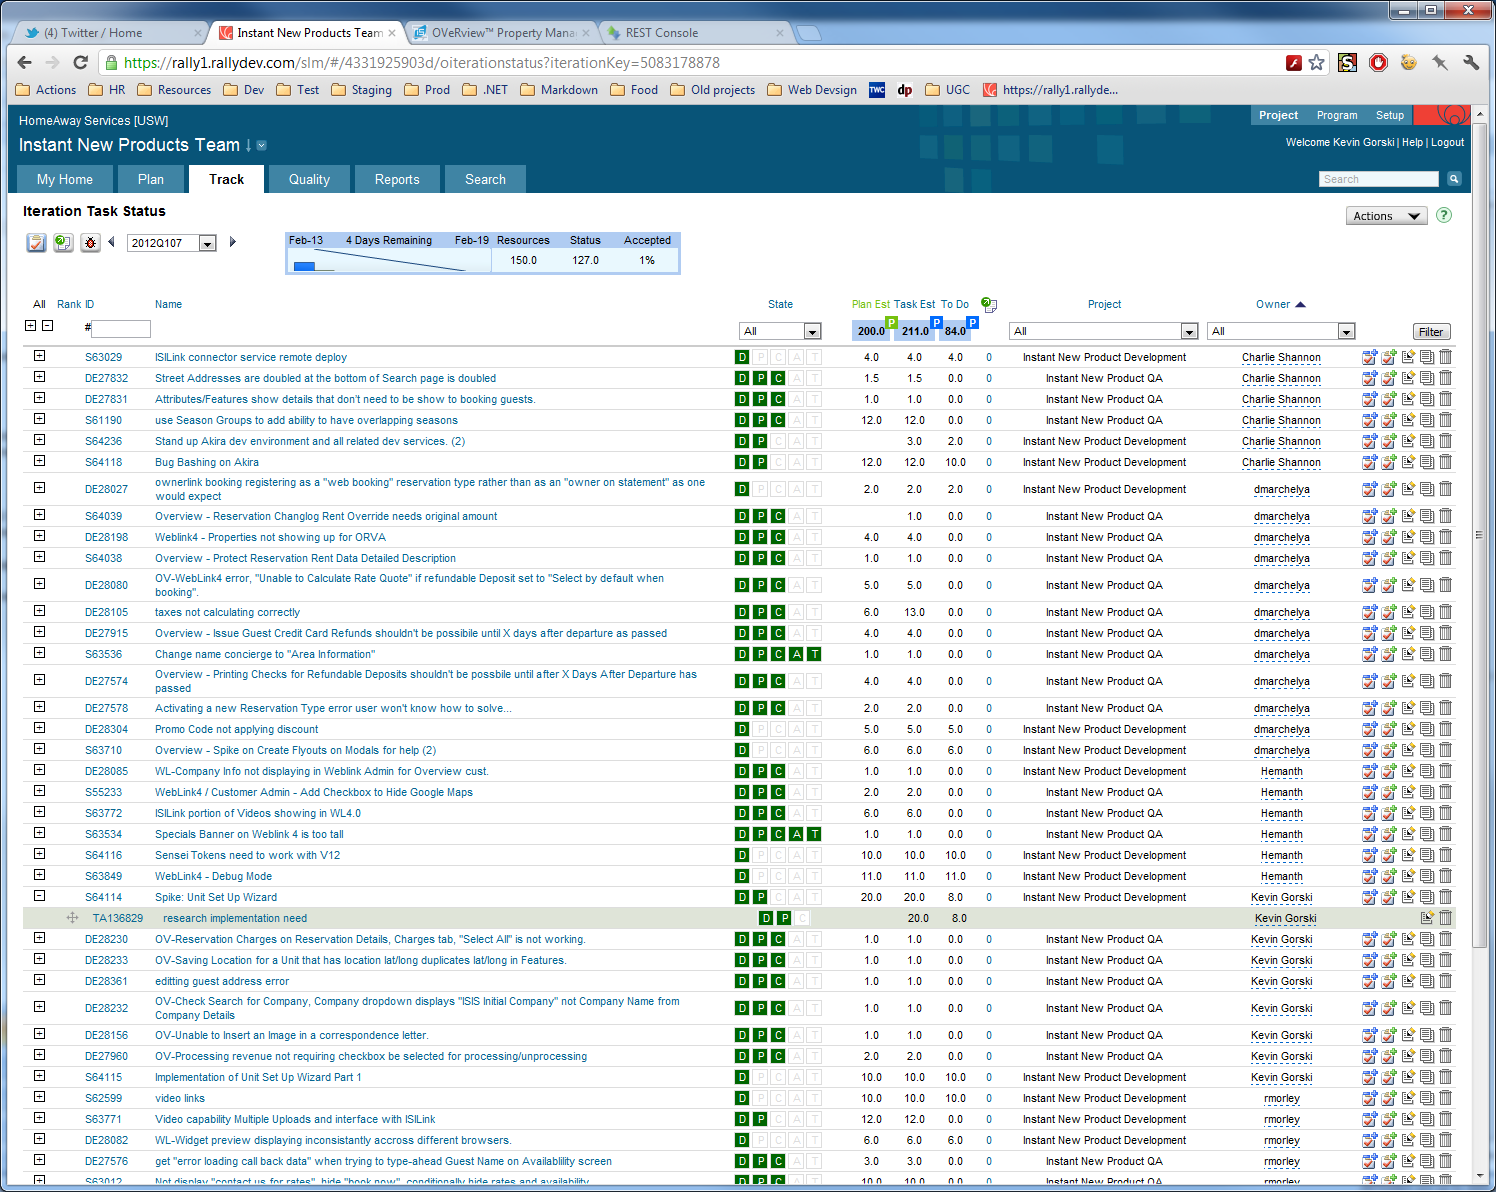 (4) Twitter / Home × Instant New Products Team × OVeRview™ Property Mana × REST Console ×
https://rally1.rallydev.com/slm/#/4331925903d/oiterationstatus?iterationKey=5083178878
Actions HR Resources Dev Test Staging Prod .NET Markdown Food Old projects Web Devsign TWC dp UGC https://rally1.rallyde...
HomeAway Services [USW] Project Program Setup
Instant New Products Team Welcome Kevin Gorski | Help | Logout
My Home Plan Track Quality Reports Search Search
Iteration Task Status Actions ?
2012Q107
Feb-13 4 Days Remaining Feb-19 Resources Status Accepted
150.0 127.0 1%
All Rank ID Name State Plan Est Task Est To Do Project Owner
# All 200.0 P 211.0 P 84.0 P All All Filter
S63029 ISILink connector service remote deploy D P C A T 4.0 4.0 4.0 0 Instant New Product Development Charlie Shannon
DE27832 Street Addresses are doubled at the bottom of Search page is doubled D P C A T 1.5 1.5 0.0 0 Instant New Product QA Charlie Shannon
DE27831 Attributes/Features show details that don't need to be show to booking guests. D P C A T 1.0 1.0 0.0 0 Instant New Product QA Charlie Shannon
S61190 use Season Groups to add ability to have overlapping seasons D P C A T 12.0 12.0 0.0 0 Instant New Product QA Charlie Shannon
S64236 Stand up Akira dev environment and all related dev services. (2) D P C A T 3.0 2.0 0 Instant New Product Development Charlie Shannon
S64118 Bug Bashing on Akira D P C A T 12.0 12.0 10.0 0 Instant New Product Development Charlie Shannon
DE28027 ownerlink booking registering as a "web booking" reservation type rather than as an "owner on statement" as one D P C A T 2.0 2.0 2.0 0 Instant New Product Development dmarchelya
would expect
S64039 Overview - Reservation Changlog Rent Override needs original amount D P C A T 1.0 0.0 0 Instant New Product QA dmarchelya
DE28198 Weblink4 - Properties not showing up for ORVA D P C A T 4.0 4.0 0.0 0 Instant New Product QA dmarchelya
S64038 Overview - Protect Reservation Rent Data Detailed Description D P C A T 1.0 1.0 0.0 0 Instant New Product QA dmarchelya
DE28080 OV-WebLink4 error, "Unable to Calculate Rate Quote" if refundable Deposit set to "Select by default when D P C A T 5.0 5.0 0.0 0 Instant New Product QA dmarchelya
booking".
DE28105 taxes not calculating correctly D P C A T 6.0 13.0 0.0 0 Instant New Product QA dmarchelya
DE27915 Overview - Issue Guest Credit Card Refunds shouldn't be possibile until X days after departure as passed D P C A T 4.0 4.0 0.0 0 Instant New Product QA dmarchelya
S63536 Change name concierge to "Area Information" D P C A T 1.0 1.0 0.0 0 Instant New Product QA dmarchelya
DE27574 Overview - Printing Checks for Refundable Deposits shouldn't be possbile until after X Days After Departure has D P C A T 4.0 4.0 0.0 0 Instant New Product QA dmarchelya
passed
DE27578 Activating a new Reservation Type error user won't know how to solve... D P C A T 2.0 2.0 0.0 0 Instant New Product QA dmarchelya
DE28304 Promo Code not applying discount D P C A T 5.0 5.0 5.0 0 Instant New Product Development dmarchelya
S63710 Overview - Spike on Create Flyouts on Modals for help (2) D P C A T 6.0 6.0 6.0 0 Instant New Product Development dmarchelya
DE28085 WL-Company Info not displaying in Weblink Admin for Overview cust. D P C A T 1.0 1.0 0.0 0 Instant New Product QA Hemanth
S55233 WebLink4 / Customer Admin - Add Checkbox to Hide Google Maps D P C A T 2.0 2.0 0.0 0 Instant New Product QA Hemanth
S63772 ISILink portion of Videos showing in WL4.0 D P C A T 6.0 6.0 0.0 0 Instant New Product QA Hemanth
S63534 Specials Banner on Weblink 4 is too tall D P C A T 1.0 1.0 0.0 0 Instant New Product QA Hemanth
S64116 Sensei Tokens need to work with V12 D P C A T 10.0 10.0 10.0 0 Instant New Product Development Hemanth
S63849 WebLink4 - Debug Mode D P C A T 11.0 11.0 11.0 0 Instant New Product Development Hemanth
S64114 Spike: Unit Set Up Wizard D P C A T 20.0 20.0 8.0 0 Instant New Product Development Kevin Gorski
TA136829 research implementation need D P C 20.0 8.0 Kevin Gorski
DE28230 OV-Reservation Charges on Reservation Details, Charges tab, "Select All" is not working. D P C A T 1.0 1.0 0.0 0 Instant New Product QA Kevin Gorski
DE28233 OV-Saving Location for a Unit that has location lat/long duplicates lat/long in Features. D P C A T 1.0 1.0 0.0 0 Instant New Product QA Kevin Gorski
DE28361 editting guest address error D P C A T 1.0 1.0 0.0 0 Instant New Product QA Kevin Gorski
DE28232 OV-Check Search for Company, Company dropdown displays "ISIS Initial Company" not Company Name from D P C A T 1.0 1.0 0.0 0 Instant New Product QA Kevin Gorski
Company Details
DE28156 OV-Unable to Insert an Image in a correspondence letter. D P C A T 1.0 1.0 0.0 0 Instant New Product QA Kevin Gorski
DE27960 OV-Processing revenue not requiring checkbox be selected for processing/unprocessing D P C A T 2.0 2.0 0.0 0 Instant New Product QA Kevin Gorski
S64115 Implementation of Unit Set Up Wizard Part 1 D P C A T 10.0 10.0 10.0 0 Instant New Product Development Kevin Gorski
S62599 video links D P C A T 10.0 10.0 10.0 0 Instant New Product Development rmorley
S63771 Video capability Multiple Uploads and interface with ISILink D P C A T 12.0 12.0 0.0 0 Instant New Product Development rmorley
DE28082 WL-Widget preview displaying inconsistantly accross different browsers. D P C A T 6.0 6.0 6.0 0 Instant New Product Development rmorley
DE27576 get "error loading call back data" when trying to type-ahead Guest Name on Availablility screen D P C A T 3.0 3.0 0.0 0 Instant New Product QA rmorley
S63012 Not display "contact us for rates", hide "book now", conditionally hide rates and availability D P C A T 10.0 10.0 0.0 0 Instant New Product QA rmorley